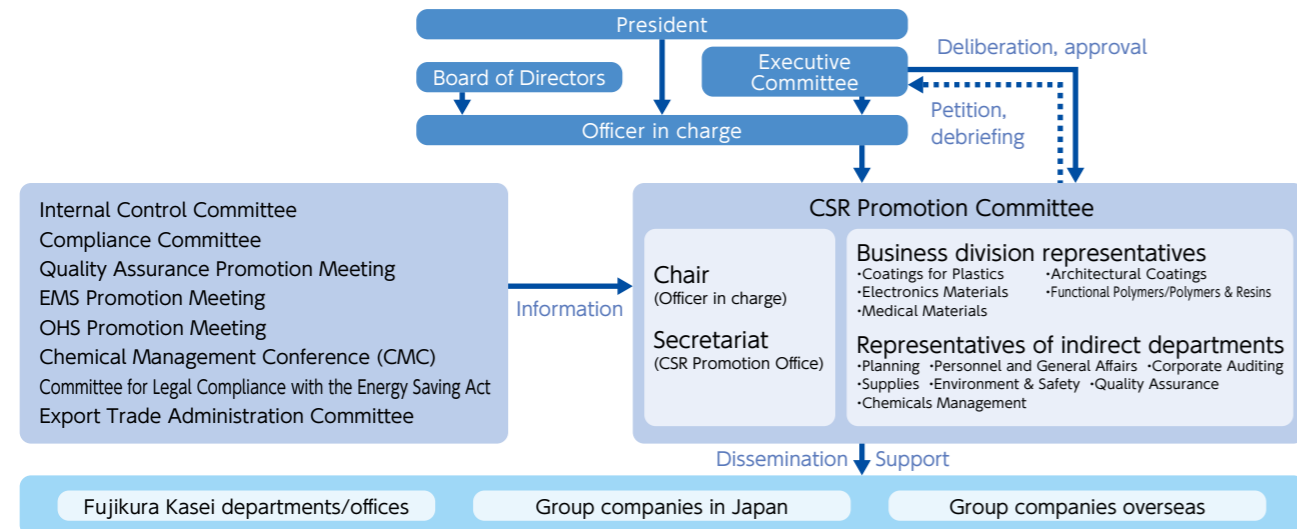 President
Board of Directors
Executive
Committee
Deliberation, approval
Petition,
debriefing
Officer in charge
Internal Control Committee
Compliance Committee
Quality Assurance Promotion Meeting
EMS Promotion Meeting
OHS Promotion Meeting
Chemical Management Conference (CMC)
Committee for Legal Compliance with the Energy Saving Act
Export Trade Administration Committee
Information
CSR Promotion Committee
Chair
(Officer in charge)
Secretariat
(CSR Promotion Office)
Business division representatives
・Coatings for Plastics ・Architectural Coatings
・Electronics Materials ・Functional Polymers/Polymers & Resins
・Medical Materials
Representatives of indirect departments
・Planning ・Personnel and General Affairs ・Corporate Auditing
・Supplies ・Environment & Safety ・Quality Assurance
・Chemicals Management
Dissemination Support
Fujikura Kasei departments/offices
Group companies in Japan
Group companies overseas